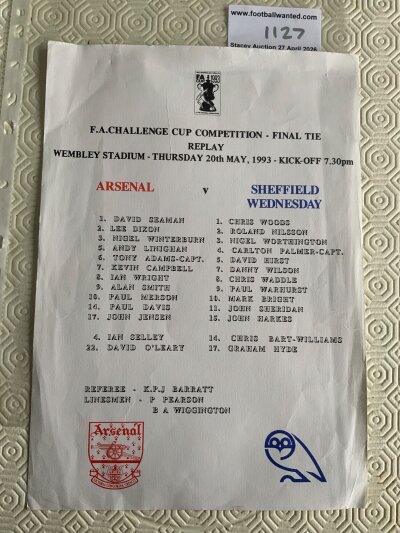 www.footballwanted.com
1127
Stacey Auction 27 April 2026
F.A.CHALLENGE CUP COMPETITION - FINAL TIE
REPLAY
WEMBLEY STADIUM - THURSDAY 20th MAY, 1993 - KICK-OFF 7.30pm
ARSENAL v SHEFFIELD
WEDNESDAY
1. DAVID SEAMAN
2. LEE DIXON
3. NIGEL WINTERBURN
5. ANDY LINIGHAN
6. TONY ADAMS-CAPT.
7. KEVIN CAMPBELL
8. IAN WRIGHT
9. ALAN SMITH
10. PAUL MERSON
14. PAUL DAVIS
17. JOHN JENSEN
4. IAN SELLEY
22. DAVID O'LEARY
1. CHRIS WOODS
2. ROLAND NILSSON
3. NIGEL WORTHINGTON
4. CARLTON PALMER-CAPT.
5. DAVID HIRST
7. DANNY WILSON
8. CHRIS WADDLE
9. PAUL WARHURST
10. MARK BRIGHT
11. JOHN SHERIDAN
15. JOHN HARKES
14. CHRIS BART-WILLIAMS
17. GRAHAM HYDE
REFEREE - K.P.J BARRATT
LINESMEN - P PEARSON
B A WIGGINGTON
Arsenal